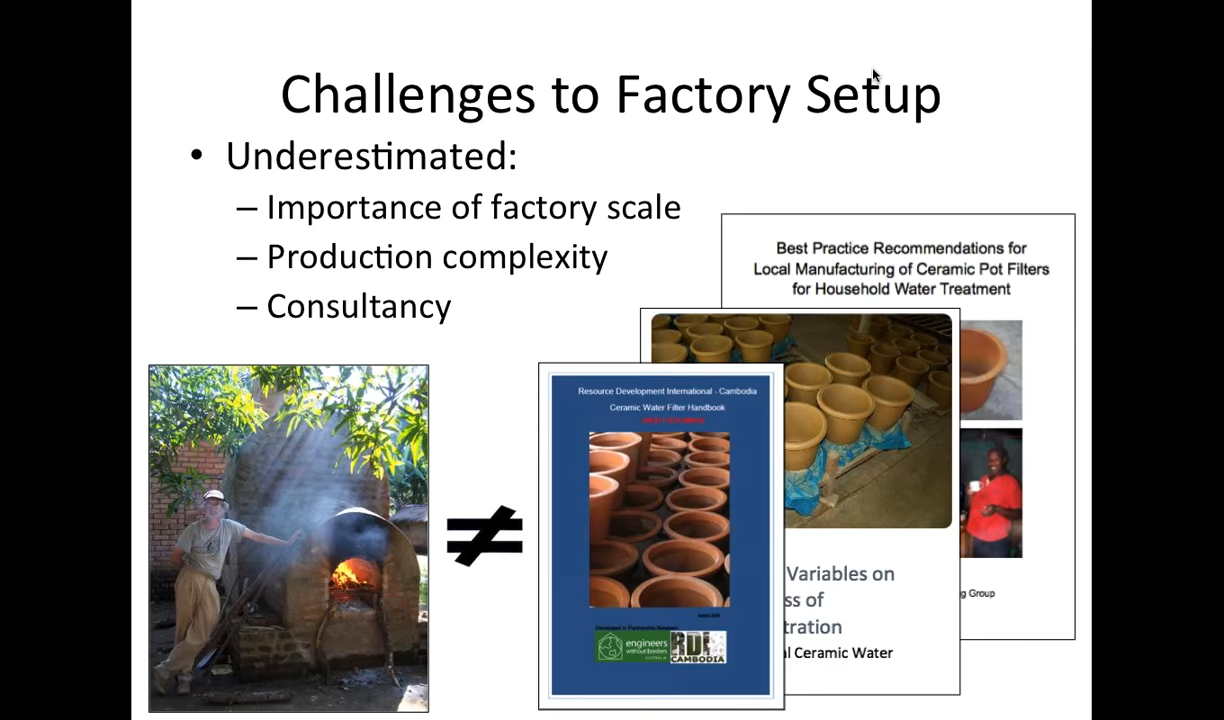 Challenges to Factory Setup
• Underestimated:
– Importance of factory scale
– Production complexity
– Consultancy
Best Practice Recommendations for
Local Manufacturing of Ceramic Pot Filters
for Household Water Treatment
g Group
Variables on
ss of
tration
l Ceramic Water
≠
Resource Development International - Cambodia
Ceramic Water Filter Handbook
engineers
without borders
RDI
CAMBODIA